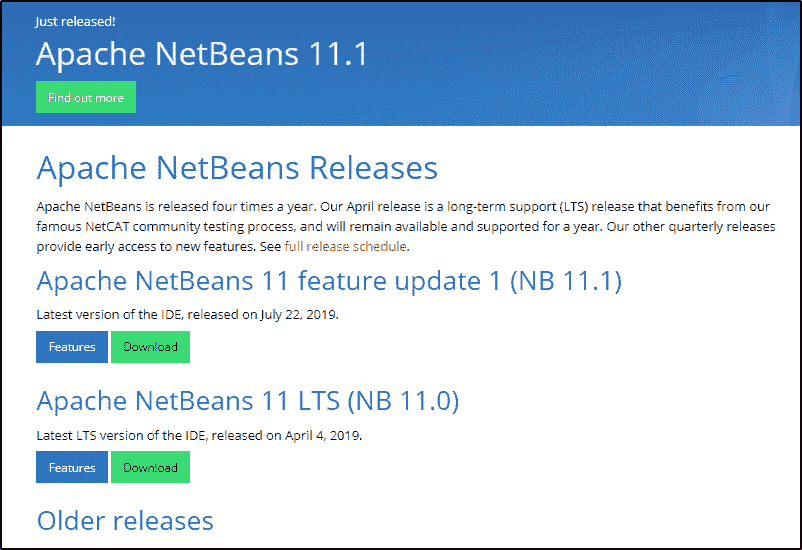 Just released!
Apache NetBeans 11.1
Find out more
Apache NetBeans Releases
Apache NetBeans is released four times a year. Our April release is a long-term support (LTS) release that benefits from our
famous NetCAT community testing process, and will remain available and supported for a year. Our other quarterly releases
provide early access to new features. See full release schedule.
Apache NetBeans 11 feature update 1 (NB 11.1)
Latest version of the IDE, released on July 22, 2019.
Features Download
Apache NetBeans 11 LTS (NB 11.0)
Latest LTS version of the IDE, released on April 4, 2019.
Features Download
Older releases